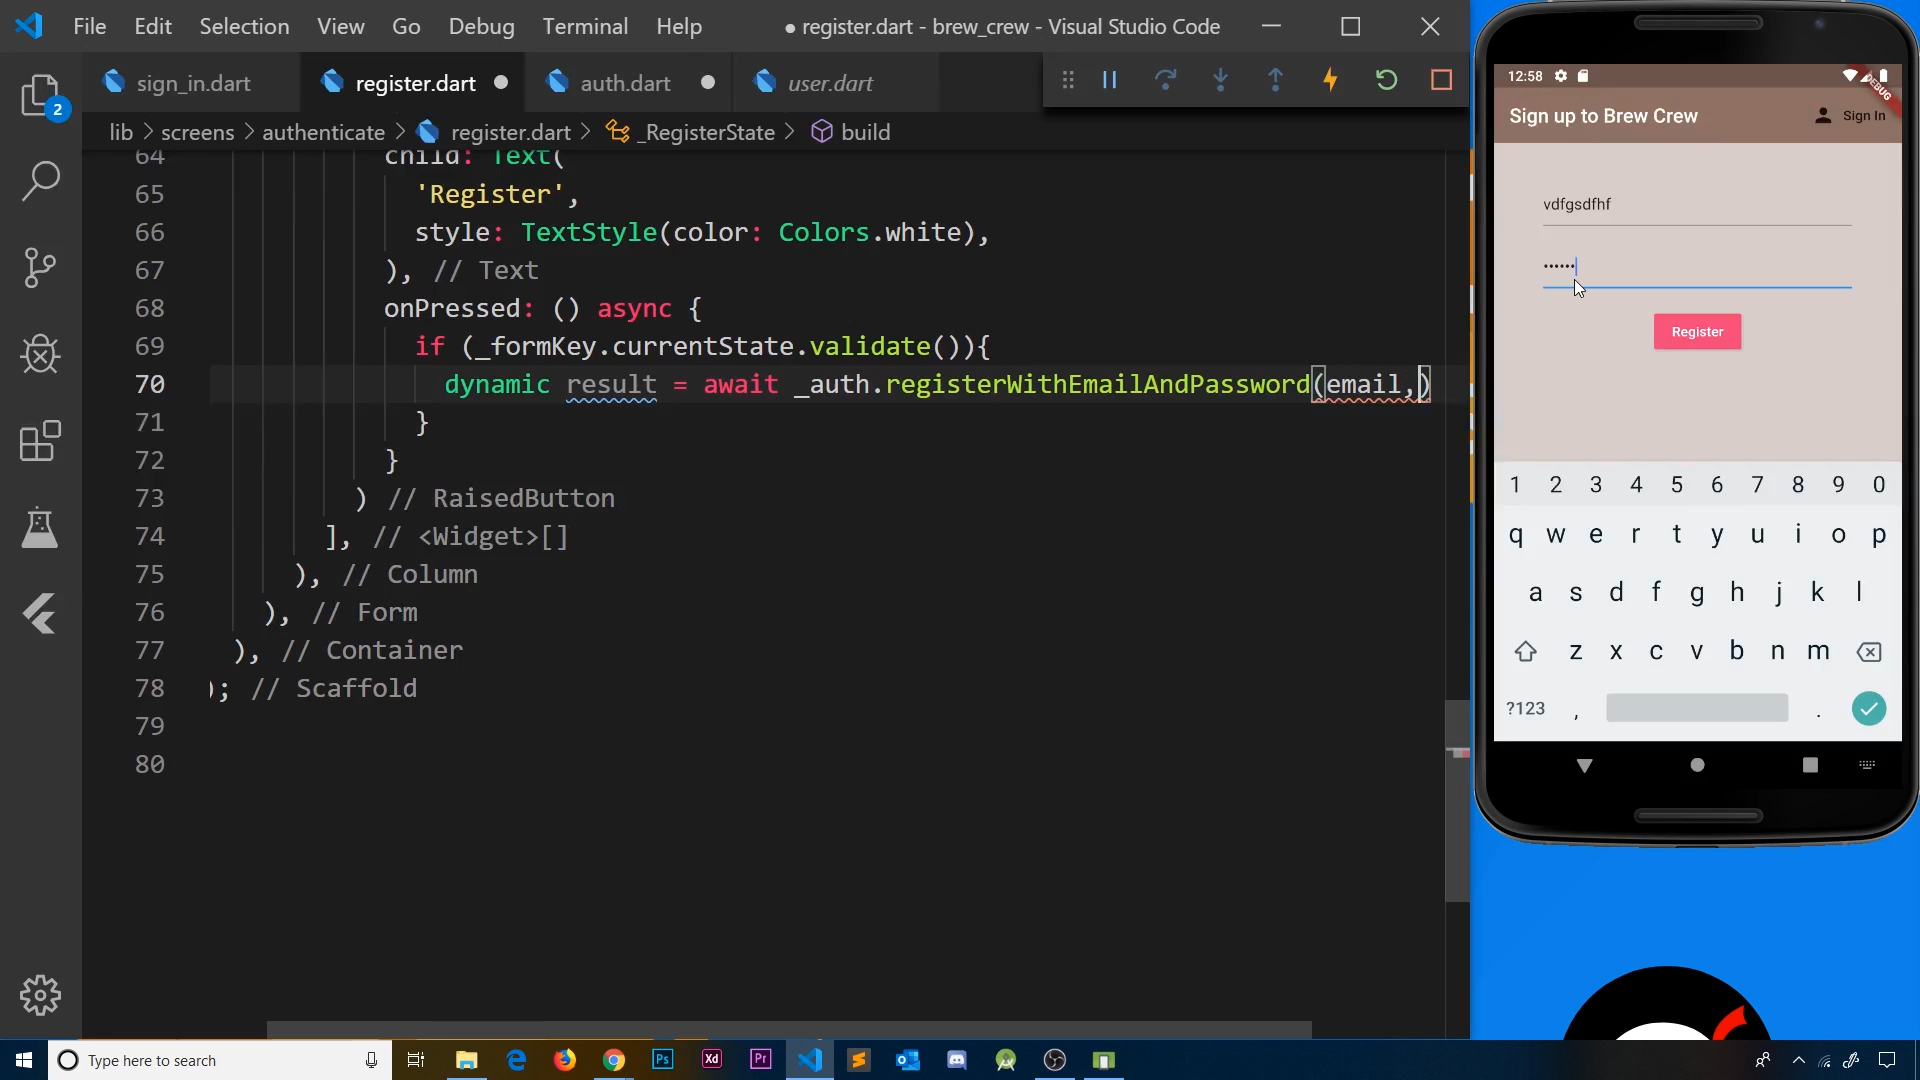 File Edit Selection View Go Debug Terminal Help
● register.dart - brew_crew - Visual Studio Code
sign_in.dart register.dart auth.dart user.dart
lib > screens > authenticate > register.dart > _RegisterState > build
2
64 child: Text(
65 'Register',
66 style: TextStyle(color: Colors.white),
67 ), // Text
68 onPressed: () async {
69 if (_formKey.currentState.validate()){
70 dynamic result = await _auth.registerWithEmailAndPassword(email,)
71 }
72 }
73 ) // RaisedButton
74 ], // <Widget>[]
75 ), // Column
76 ), // Form
77 ), // Container
78 ); // Scaffold
79
80
12:58
DEBUG
Sign up to Brew Crew Sign In
vdfgsdfhf
••••••
Register
1 2 3 4 5 6 7 8 9 0
q w e r t y u i o p
a s d f g h j k l
z x c v b n m
?123 , .
Type here to search
Ps Xd Pr